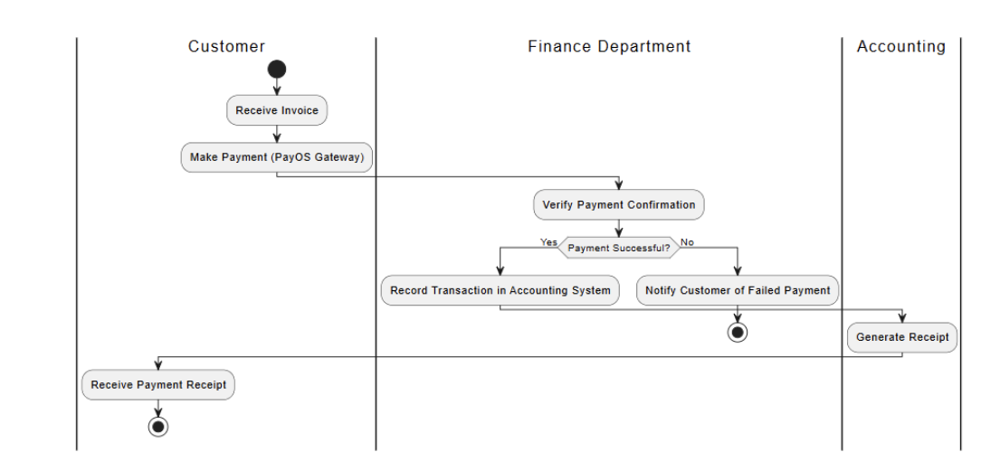 Customer
Finance Department
Accounting
Receive Invoice
Make Payment (PayOS Gateway)
Verify Payment Confirmation
Yes
Payment Successful?
No
Record Transaction in Accounting System
Notify Customer of Failed Payment
Generate Receipt
Receive Payment Receipt